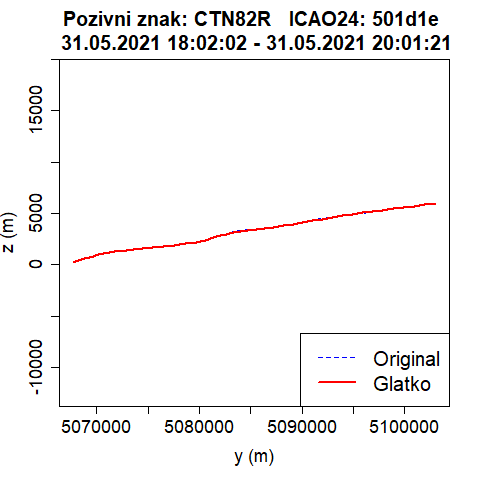 Pozivni znak: CTN82R   ICAO24: 501d1e
31.05.2021 18:02:02 - 31.05.2021 20:01:21
15000
5000
0
-10000
z (m)
Original
Glatko
5070000 5080000 5090000 5100000
y (m)